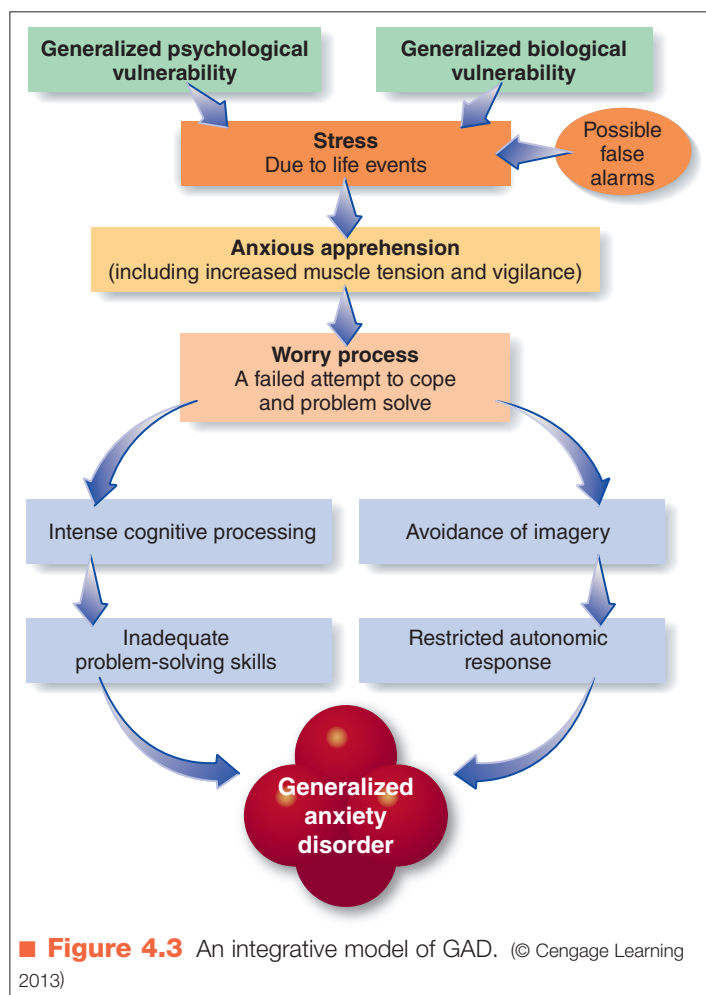 Generalized psychological
vulnerability
Generalized biological
vulnerability
Stress
Due to life events
Possible
false
alarms
Anxious apprehension
(including increased muscle tension and vigilance)
Worry process
A failed attempt to cope
and problem solve
Intense cognitive processing
Avoidance of imagery
Inadequate
problem-solving skills
Restricted autonomic
response
Generalized
anxiety
disorder
■ Figure 4.3 An integrative model of GAD. (© Cengage Learning
2013)